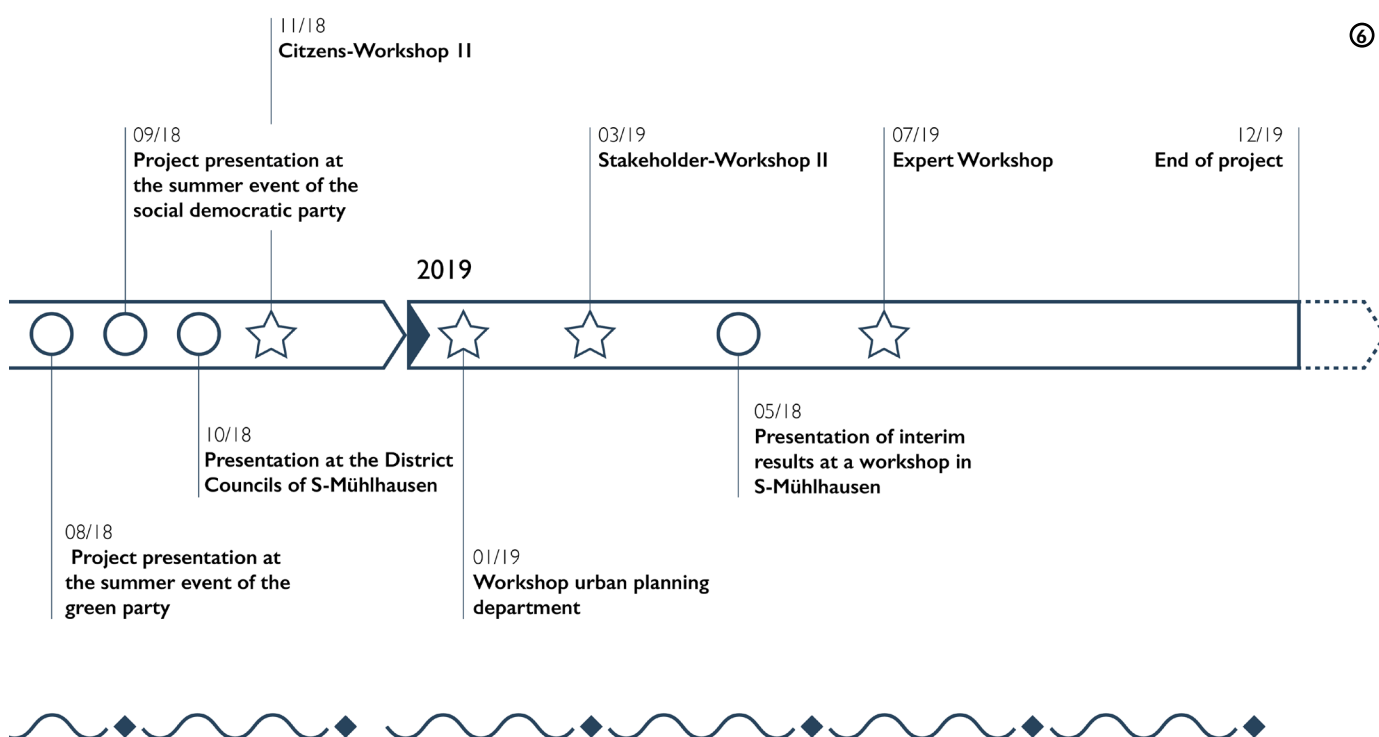 11/18
Citzens-Workshop II
6
09/18
Project presentation at
the summer event of the
social democratic party
03/19
Stakeholder-Workshop II
07/19
Expert Workshop
12/19
End of project
2019
10/18
Presentation at the District
Councils of S-Mühlhausen
05/18
Presentation of interim
results at a workshop in
S-Mühlhausen
08/18
Project presentation at
the summer event of the
green party
01/19
Workshop urban planning
department